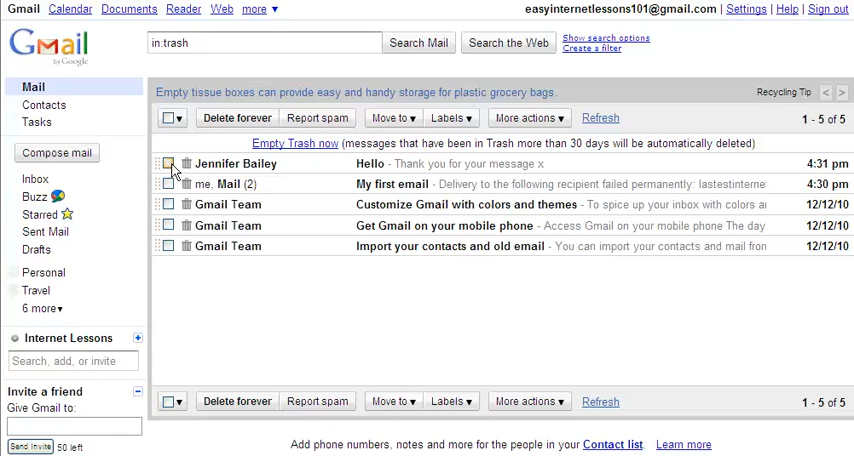 Gmail Calendar Documents Reader Web more ▼ easyinternetlessons101@gmail.com | Settings | Help | Sign out
Gmail by Google
in:trash Search Mail Search the Web Show search options
Create a filter
Mail
Contacts
Tasks
Compose mail
Inbox
Buzz
Starred
Sent Mail
Drafts
Personal
Travel
6 more▼
Internet Lessons
Search, add, or invite
Invite a friend
Give Gmail to:
Send Invite 50 left
Empty tissue boxes can provide easy and handy storage for plastic grocery bags. Recycling Tip < >
Delete forever Report spam Move to ▼ Labels ▼ More actions ▼ Refresh 1 - 5 of 5
Empty Trash now (messages that have been in Trash more than 30 days will be automatically deleted)
Jennifer Bailey Hello - Thank you for your message x 4:31 pm
me, Mail (2) My first email - Delivery to the following recipient failed permanently: lastesinterne 4:30 pm
Gmail Team Customize Gmail with colors and themes - To spice up your inbox with colors a 12/12/10
Gmail Team Get Gmail on your mobile phone - Access Gmail on your mobile phone The day 12/12/10
Gmail Team Import your contacts and old email - You can import your contacts and mail fron 12/12/10
Delete forever Report spam Move to ▼ Labels ▼ More actions ▼ Refresh 1 - 5 of 5
Add phone numbers, notes and more for the people in your Contact list. Learn more